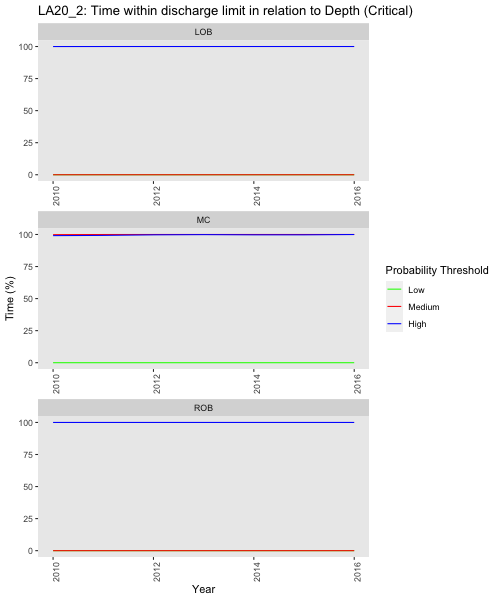 LA20_2: Time within discharge limit in relation to Depth (Critical)
LOB
100
75
50
25
0
2010
2012
2014
2016
MC
100
75
50
25
0
2010
2012
2014
2016
ROB
100
75
50
25
0
2010
2012
2014
2016
Time (%)
Year
Probability Threshold
Low
Medium
High